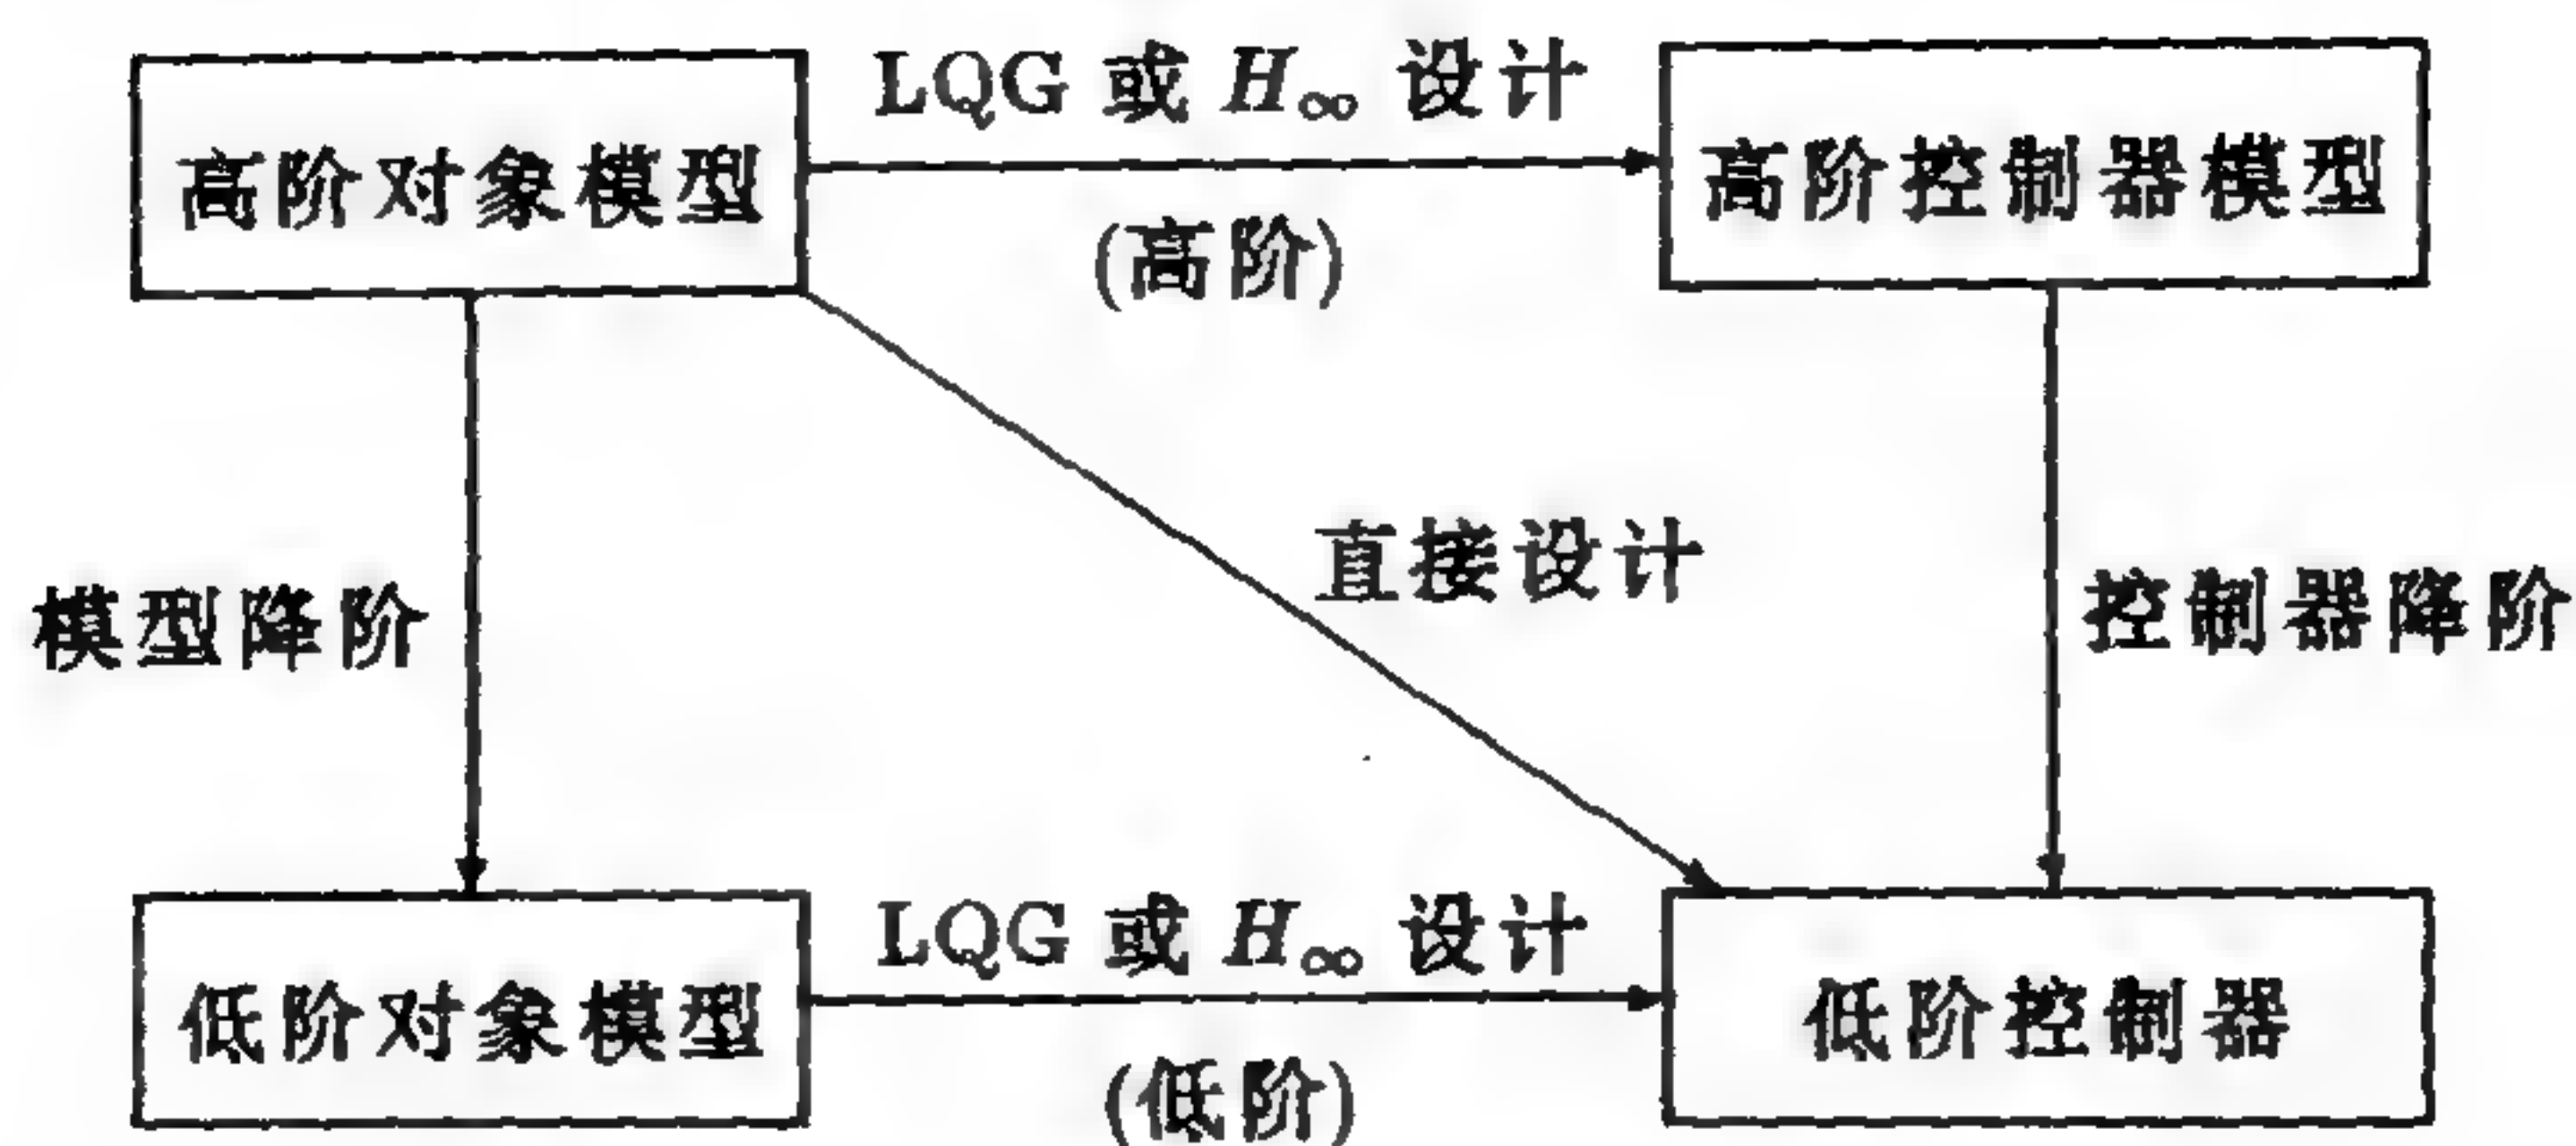 LQG 或 H∞ 设计
高阶对象模型
高阶控制器模型
(高阶)
直接设计
模型降阶
控制器降阶
LQG 或 H∞ 设计
低阶对象模型
低阶控制器
(低阶)